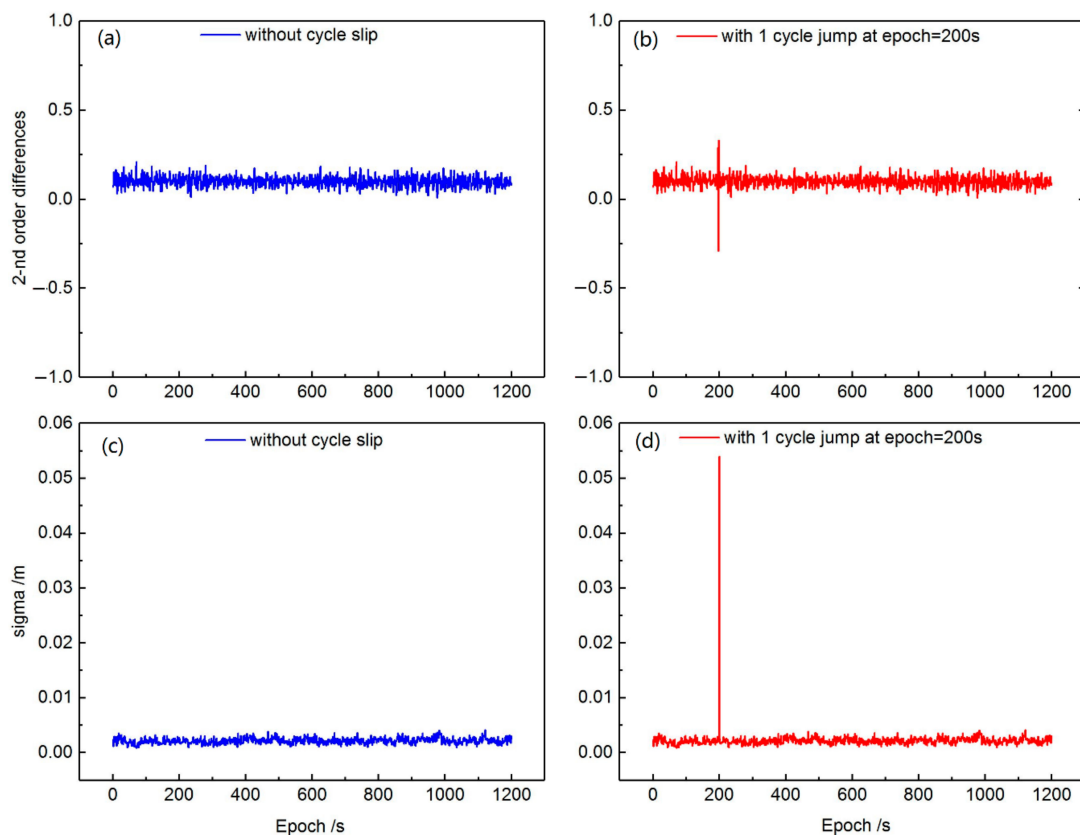 (a) without cycle slip
(b) with 1 cycle jump at epoch=200s
2-nd order differences
1.0
0.5
0.0
−0.5
−1.0
0 200 400 600 800 1000 1200
1.0
0.5
0.0
−0.5
−1.0
0 200 400 600 800 1000 1200
(c) without cycle slip
(d) with 1 cycle jump at epoch=200s
sigma /m
0.06
0.05
0.04
0.03
0.02
0.01
0.00
0 200 400 600 800 1000 1200
Epoch /s
0.06
0.05
0.04
0.03
0.02
0.01
0.00
0 200 400 600 800 1000 1200
Epoch /s